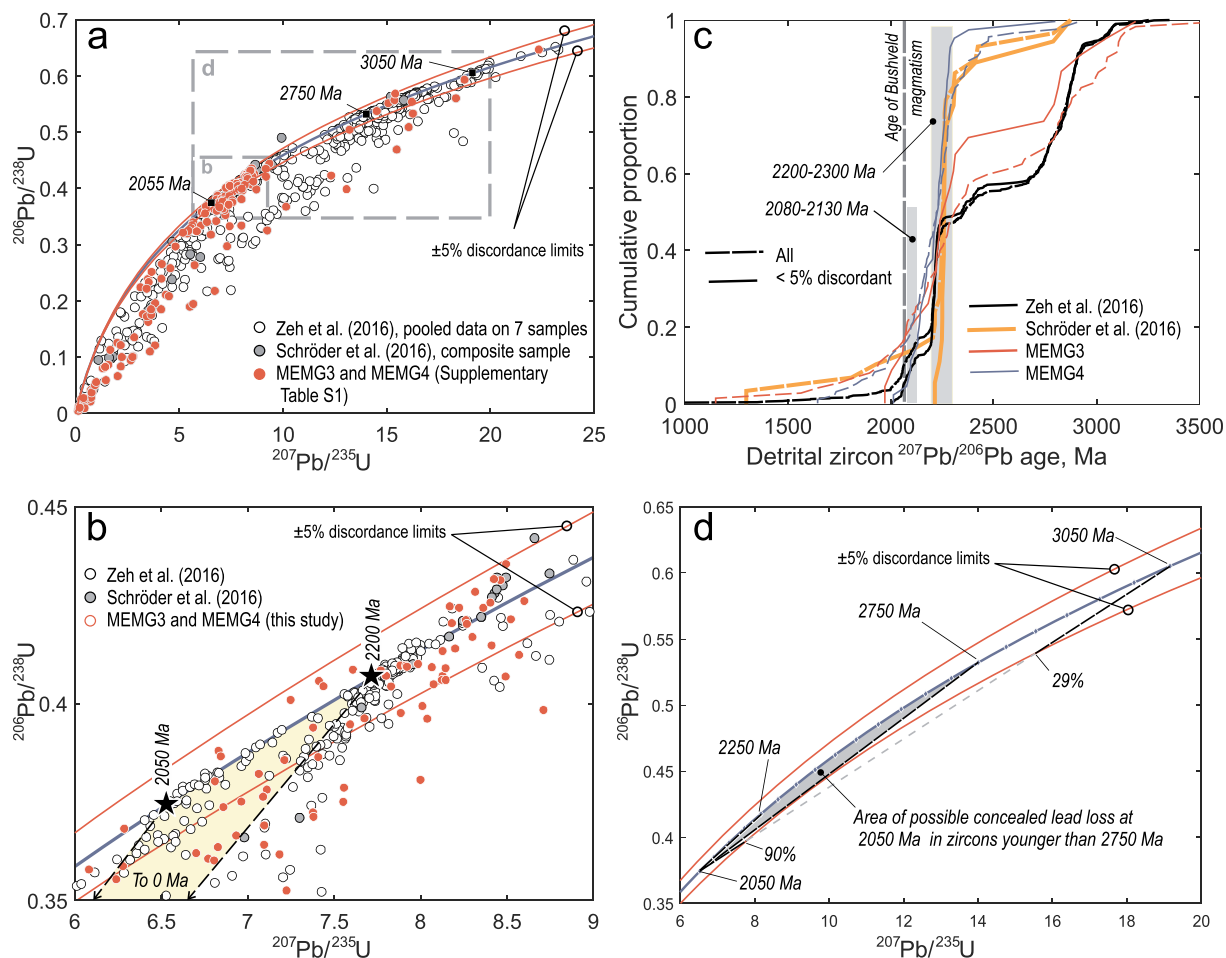 a
0.7
0.6
0.5
0.4
0.3
0.2
0.1
0
206Pb/238U
0 5 10 15 20 25
207Pb/235U
d
b
3050 Ma
2750 Ma
2055 Ma
±5% discordance limits
Zeh et al. (2016), pooled data on 7 samples
Schröder et al. (2016), composite sample
MEMG3 and MEMG4 (Supplementary
Table S1)
c
1
0.8
0.6
0.4
0.2
0
Cumulative proportion
1000 1500 2000 2500 3000 3500
Detrital zircon 207Pb/206Pb age, Ma
Age of Bushveld
magmatism
2200-2300 Ma
2080-2130 Ma
All
< 5% discordant
Zeh et al. (2016)
Schröder et al. (2016)
MEMG3
MEMG4
b
0.45
0.4
0.35
206Pb/238U
6 6.5 7 7.5 8 8.5 9
207Pb/235U
±5% discordance limits
Zeh et al. (2016)
Schröder et al. (2016)
MEMG3 and MEMG4 (this study)
2200 Ma
2050 Ma
To 0 Ma
d
0.65
0.6
0.55
0.5
0.45
0.4
0.35
206Pb/238U
6 8 10 12 14 16 18 20
207Pb/235U
3050 Ma
±5% discordance limits
2750 Ma
29%
2250 Ma
Area of possible concealed lead loss at
2050 Ma in zircons younger than 2750 Ma
90%
2050 Ma